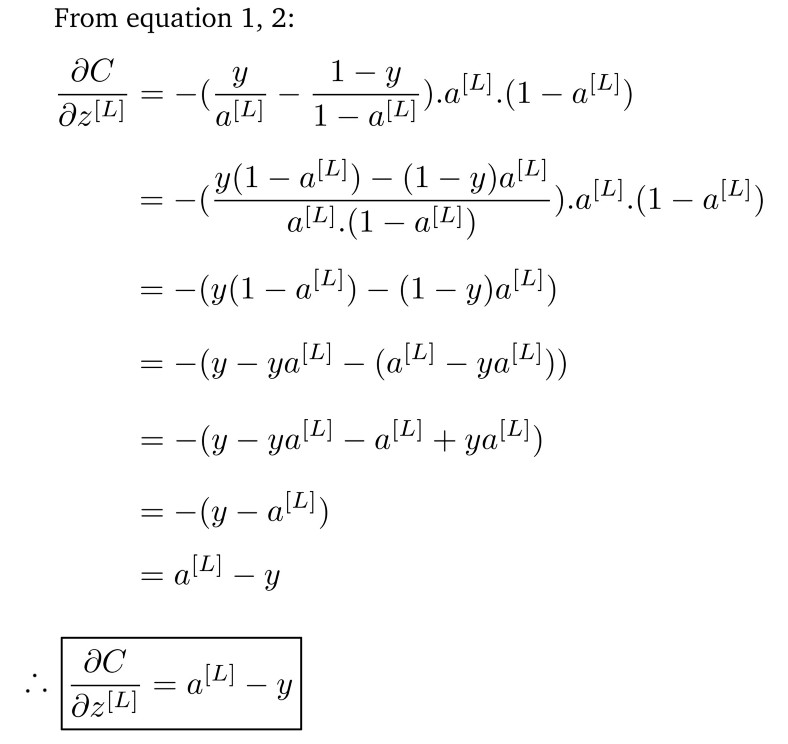 From equation 1, 2:
∂C/∂z^[L] = −(y/a^[L] − (1 − y)/(1 − a^[L])).a^[L].(1 − a^[L])
= −((y(1 − a^[L]) − (1 − y)a^[L])/(a^[L].(1 − a^[L]))).a^[L].(1 − a^[L])
= −(y(1 − a^[L]) − (1 − y)a^[L])
= −(y − ya^[L] − (a^[L] − ya^[L]))
= −(y − ya^[L] − a^[L] + ya^[L])
= −(y − a^[L])
= a^[L] − y
∴ ∂C/∂z^[L] = a^[L] − y